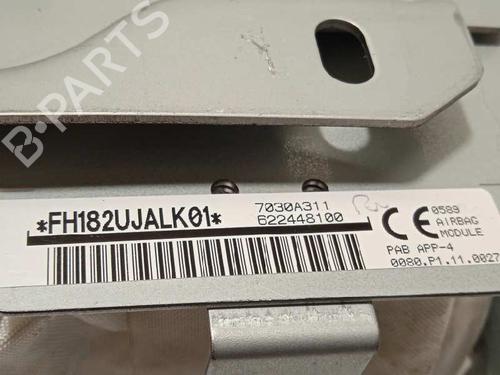 B-PARTS
*FH182UJALK01*
7030A311
622448100
CE 0589
AIRBAG
MODULE
PAB APP-4
0080.P1.11.0027